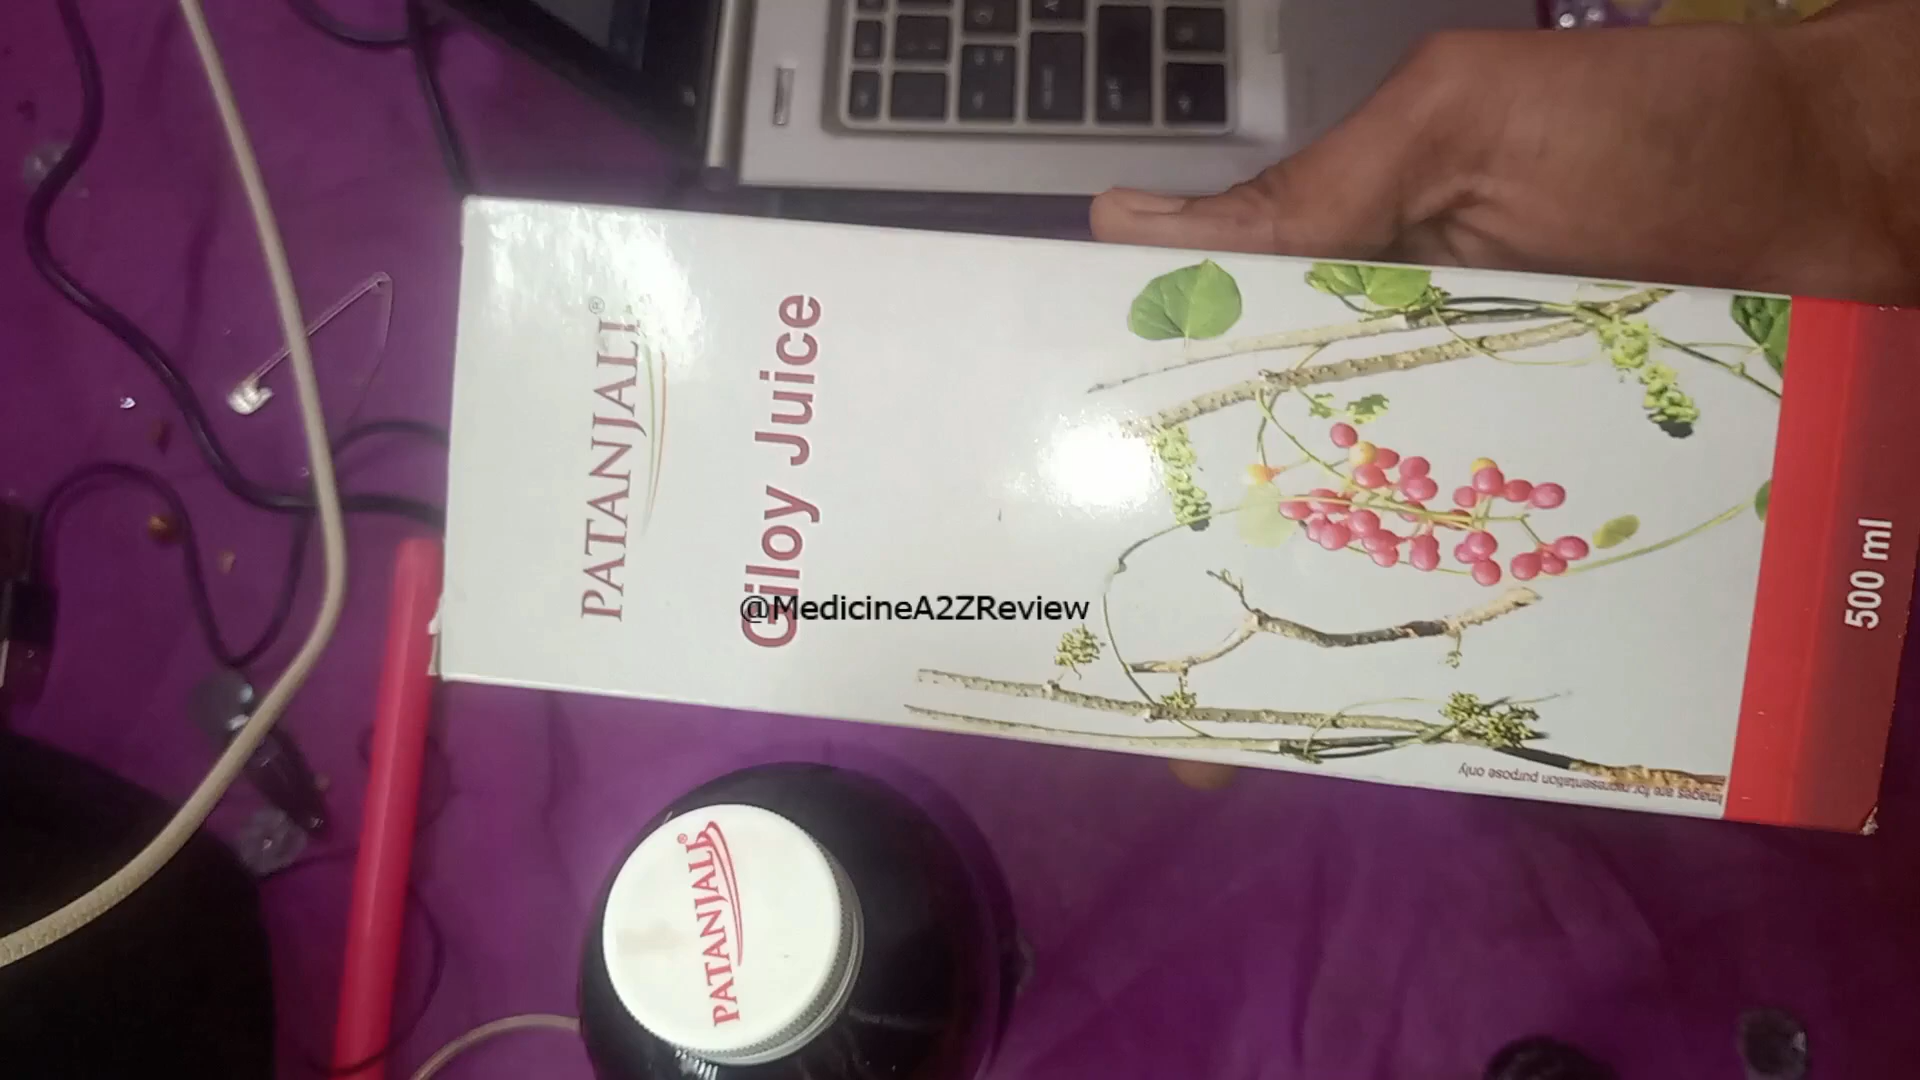 PATANJALI®
Giloy Juice
@MedicineA2ZReview
Images are for representation purpose only
500 ml
PATANJALI®